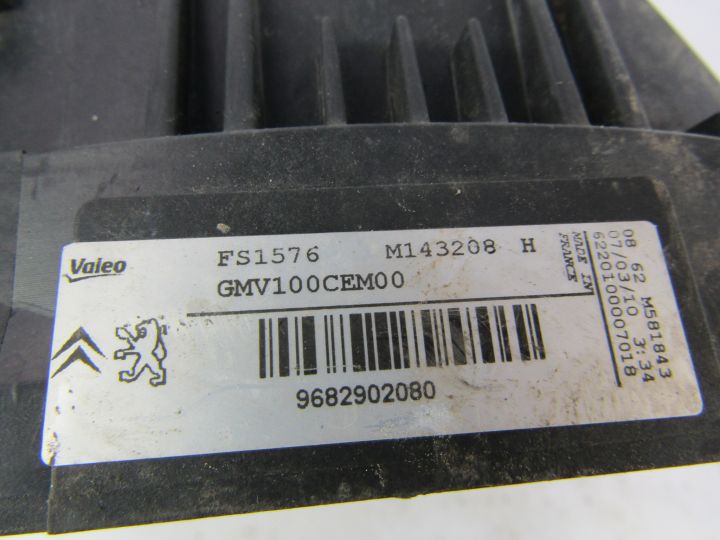 Valeo
FS1576 M143208 H
GMV100CEM00
9682902080
MADE IN
FRANCE
6220100007018
07/03/10 3:34
08 62 M581843